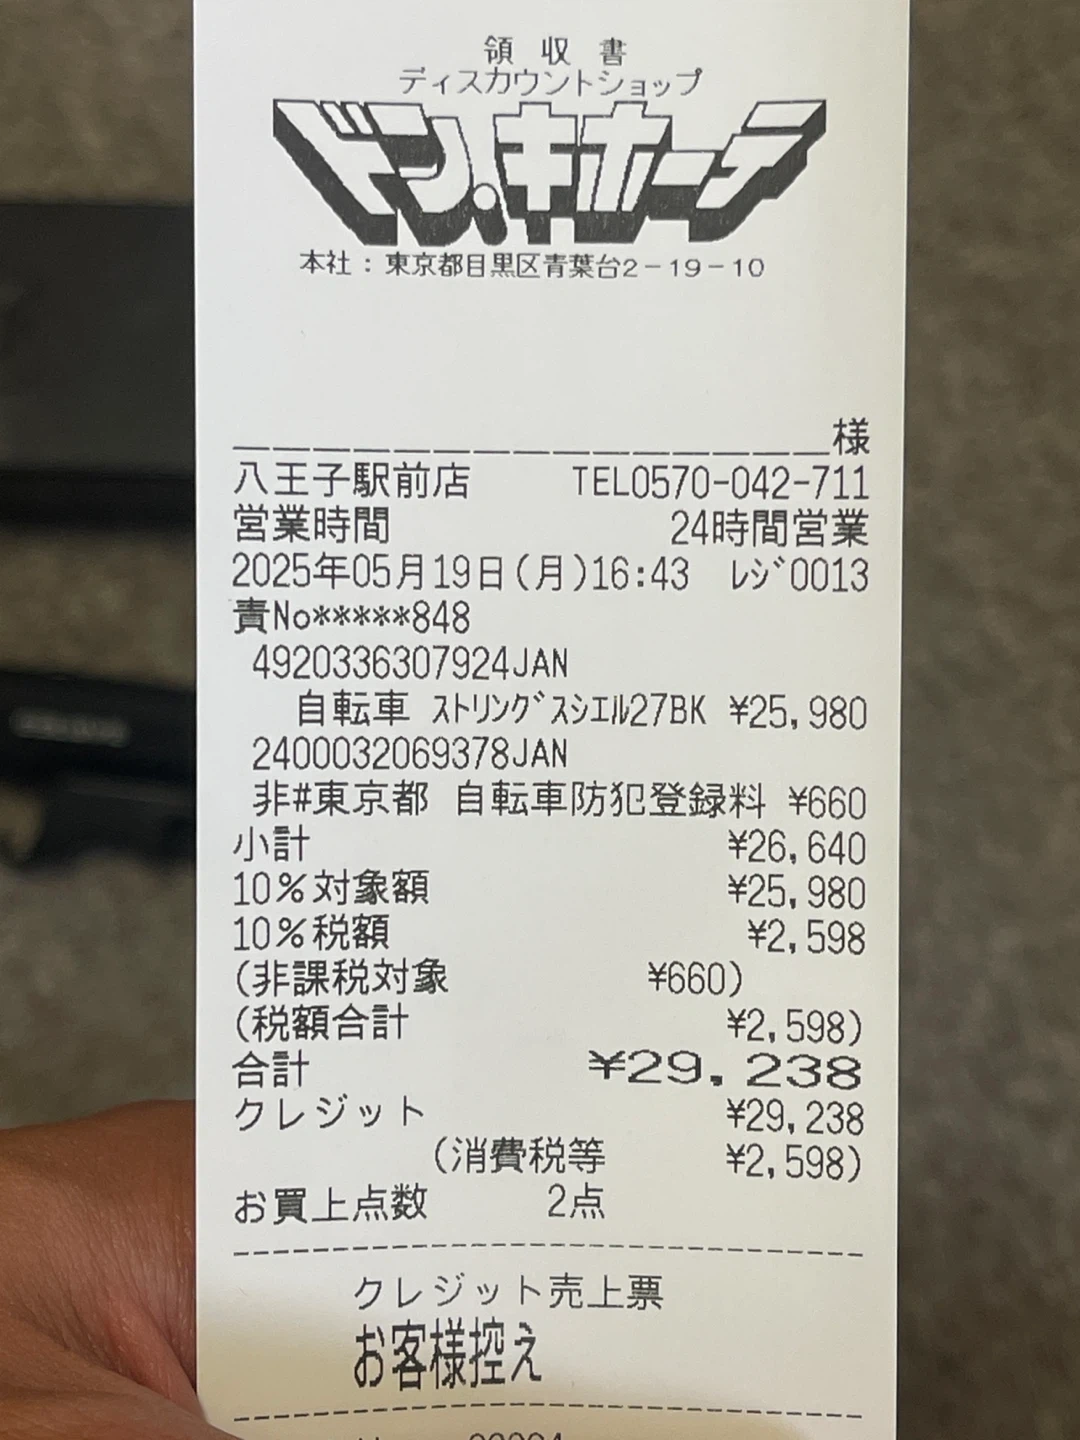 領収書
ディスカウントショップ
ドン.キホーテ
本社:東京都目黒区青葉台2-19-10
様
八王子駅前店 TEL0570-042-711
営業時間 24時間営業
2025年05月19日(月)16:43 ﾚｼﾞ0013
責No*****848
4920336307924JAN
自転車 ｽﾄﾘﾝｸﾞｽｼｴﾙ27BK ¥25,980
2400032069378JAN
非#東京都 自転車防犯登録料 ¥660
小計 ¥26,640
10%対象額 ¥25,980
10%税額 ¥2,598
(非課税対象 ¥660)
(税額合計 ¥2,598)
合計 ¥29,238
クレジット ¥29,238
(消費税等 ¥2,598)
お買上点数 2点
クレジット売上票
お客様控え